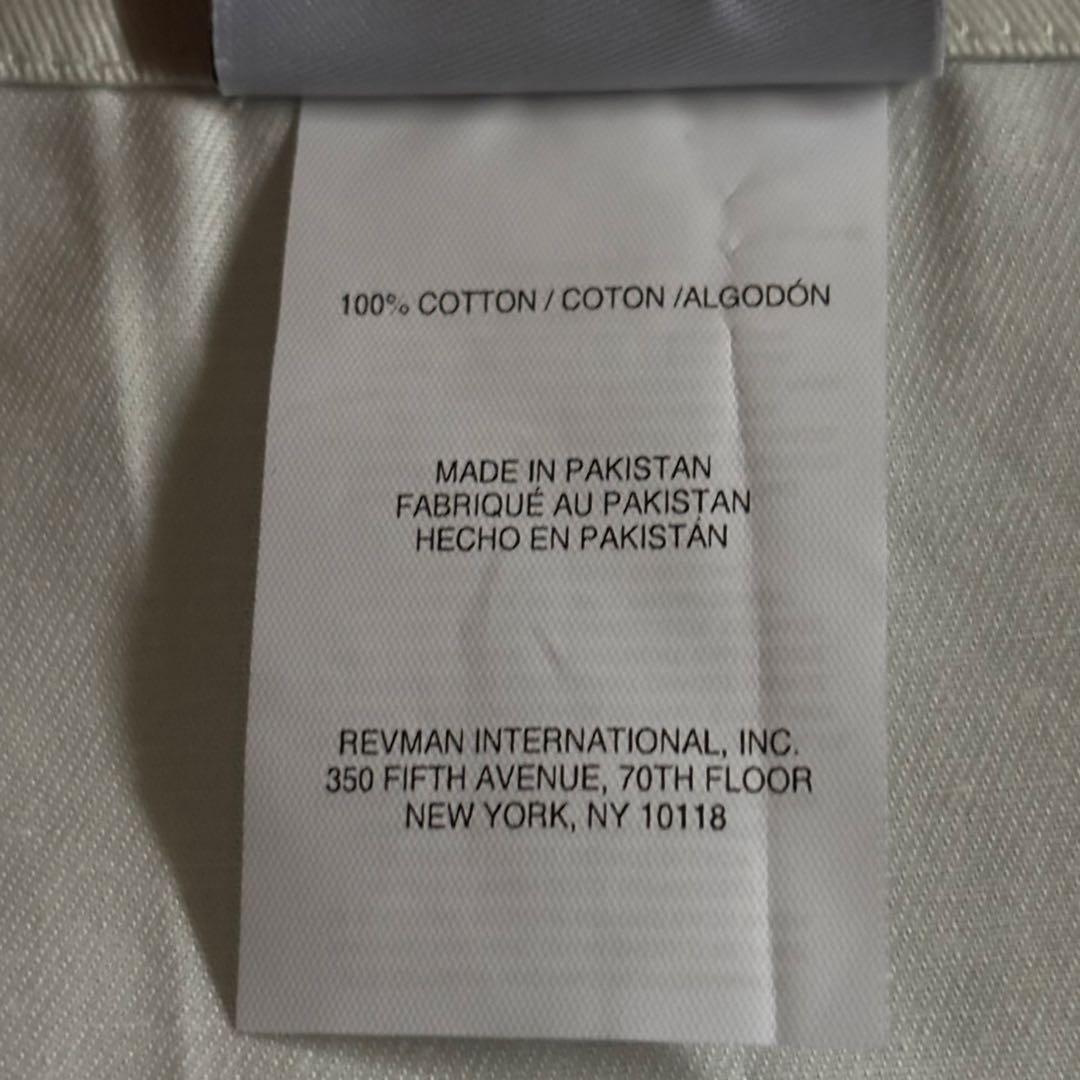 100% COTTON / COTON /ALGODÓN
MADE IN PAKISTAN
FABRIQUÉ AU PAKISTAN
HECHO EN PAKISTÁN
REVMAN INTERNATIONAL, INC.
350 FIFTH AVENUE, 70TH FLOOR
NEW YORK, NY 10118